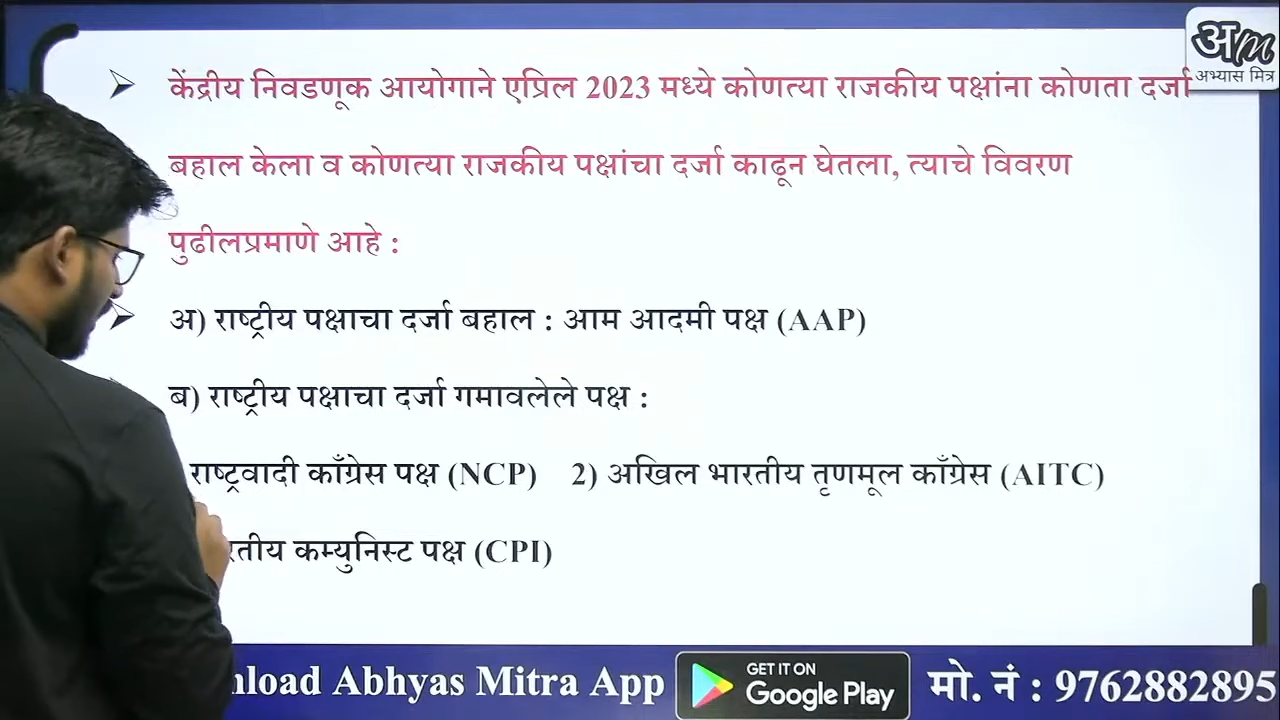 अm
अभ्यास मित्र
केंद्रीय निवडणूक आयोगाने एप्रिल 2023 मध्ये कोणत्या राजकीय पक्षांना कोणता दर्जा
बहाल केला व कोणत्या राजकीय पक्षांचा दर्जा काढून घेतला, त्याचे विवरण
पुढीलप्रमाणे आहे :
अ) राष्ट्रीय पक्षाचा दर्जा बहाल : आम आदमी पक्ष (AAP)
ब) राष्ट्रीय पक्षाचा दर्जा गमावलेले पक्ष :
राष्ट्रवादी काँग्रेस पक्ष (NCP) 2) अखिल भारतीय तृणमूल काँग्रेस (AITC)
कम्युनिस्ट पक्ष (CPI)
Abhyas Mitra App
GET IT ON
Google Play
मो. नं : 9762882895